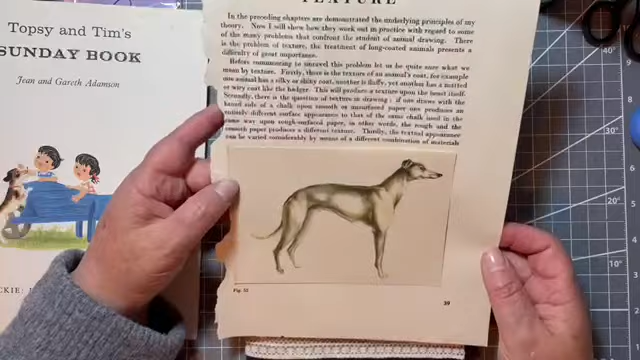 Topsy and Tim's
SUNDAY BOOK
Jean and Gareth Adamson
TEXTURE
In the preceding chapters are demonstrated the underlying principles of my
theory. Now I will show how they work out in practice with regard to some
of the many problems that confront the student of animal drawing. There
is the problem of texture, the treatment of long-coated animals presents a
difficulty of great importance.
Before commencing to unravel this problem let us be quite sure what we
mean by texture. Firstly, there is the texture of an animal's coat, for example
one animal has a silky or shiny coat, another is fluffy, yet another has a matted
or wiry coat like the badger. This will produce a texture upon the beast itself.
Secondly, there is the question of texture in drawing; if one draws with the
broad side of a chalk upon smooth or manilared paper one produces an
entirely different surface appearance to that of the same chalk used in the
same way upon rough-surfaced paper, in other words, the rough and the
smooth paper produces a different texture. Thirdly, the textural appearance
can be varied considerably by means of a different combination of materials
Fig. 32
39
10"
30°